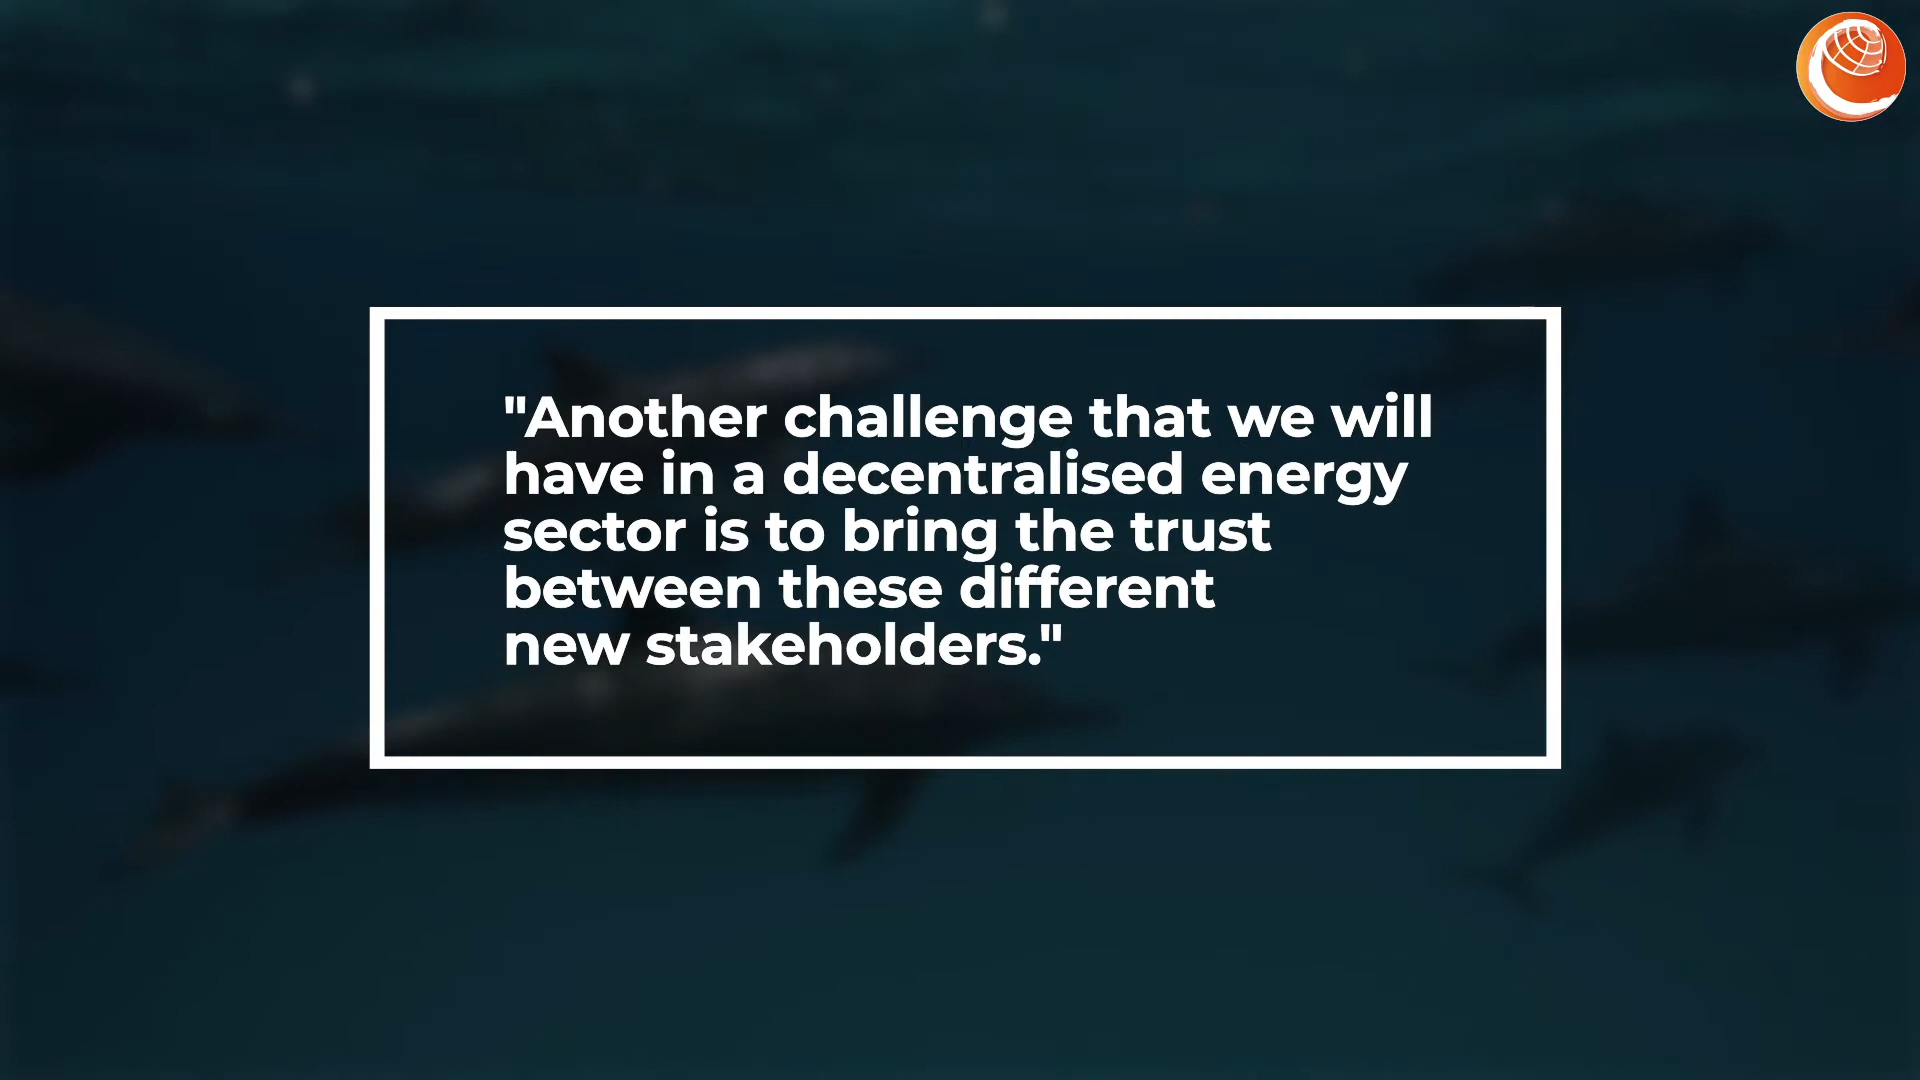 "Another challenge that we will
have in a decentralised energy
sector is to bring the trust
between these different
new stakeholders."